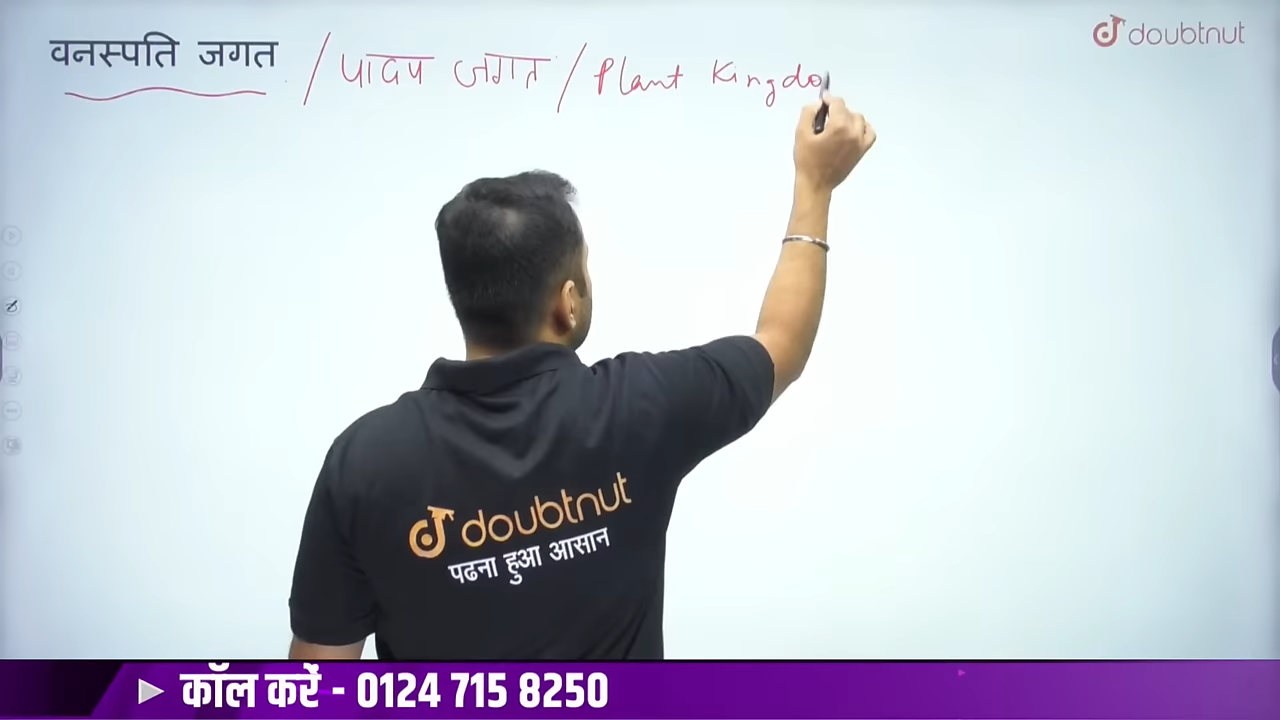 वनस्पति जगत / पादप जगत / Plant Kingdo
doubtnut
doubtnut
पढना हुआ आसान
कॉल करें - 0124 715 8250